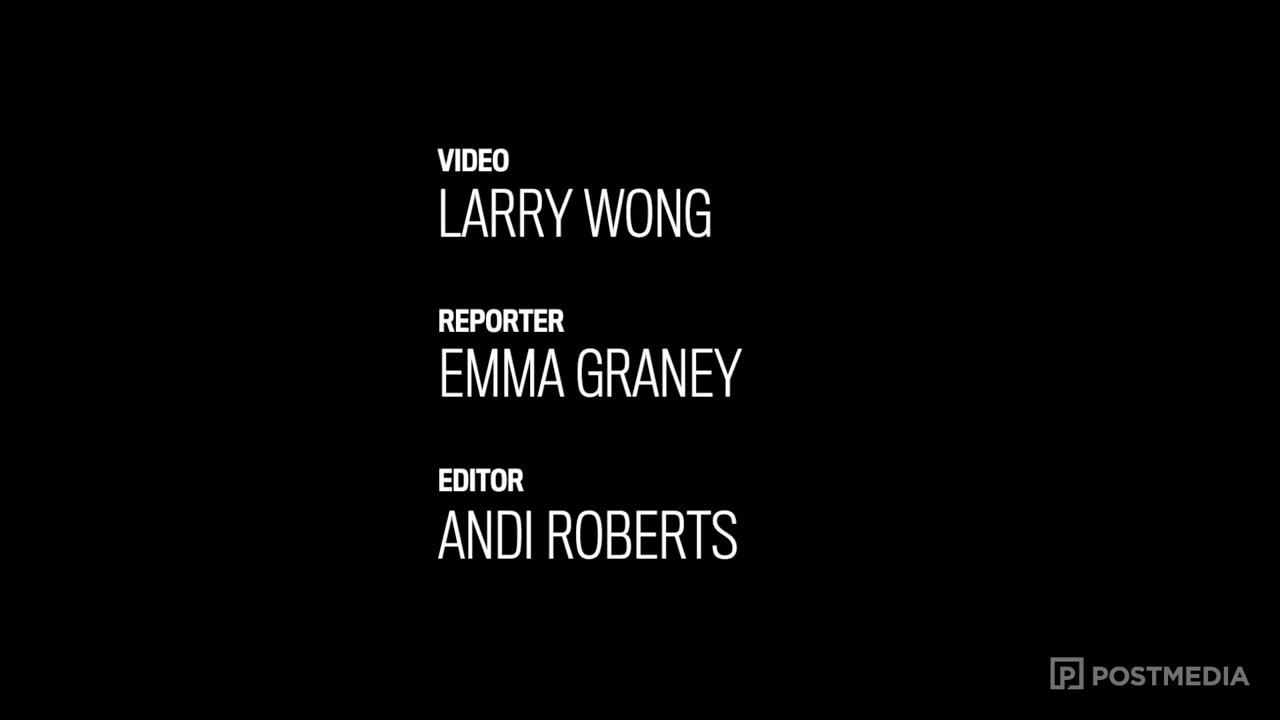 VIDEO
LARRY WONG
REPORTER
EMMA GRANEY
EDITOR
ANDI ROBERTS
P POSTMEDIA